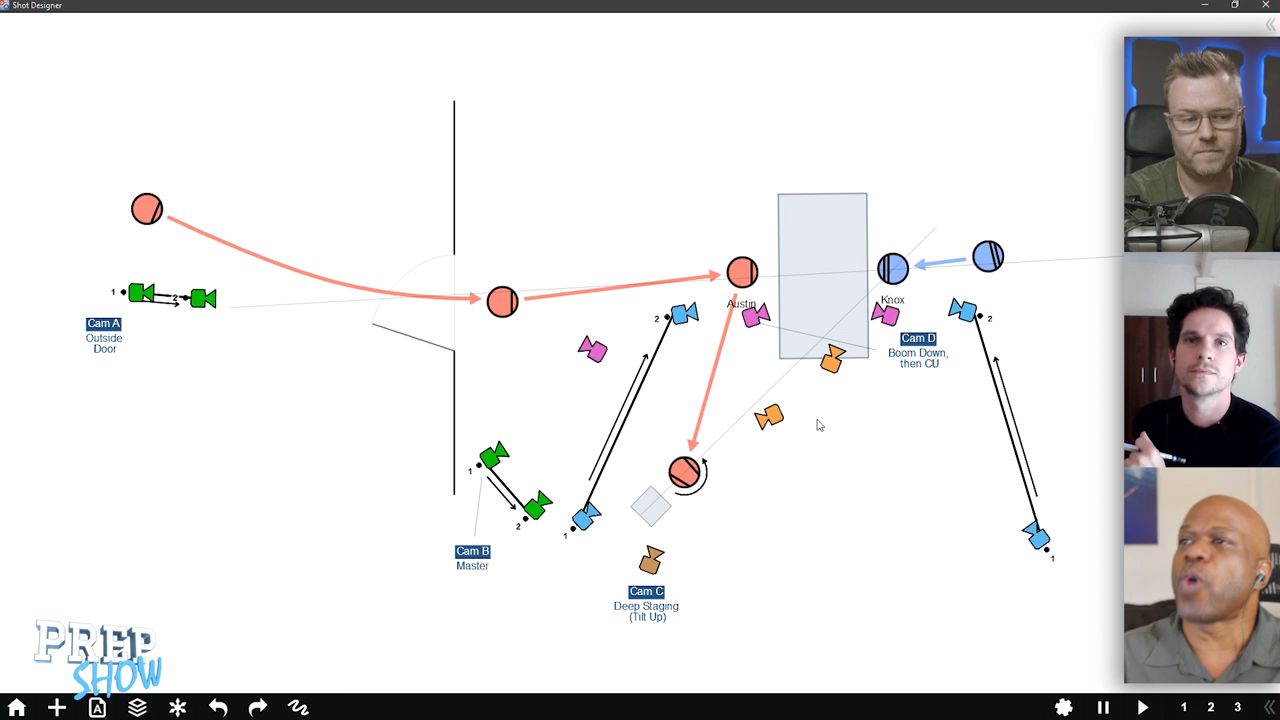 Shot Designer
Austin
Knox
1
2
2
2
Cam A
Outside
Door
Cam D
Boom Down,
then CU
1
2
1
1
Cam B
Master
Cam C
Deep Staging
(Tilt Up)
PREP
SHOW
A
1 2 3